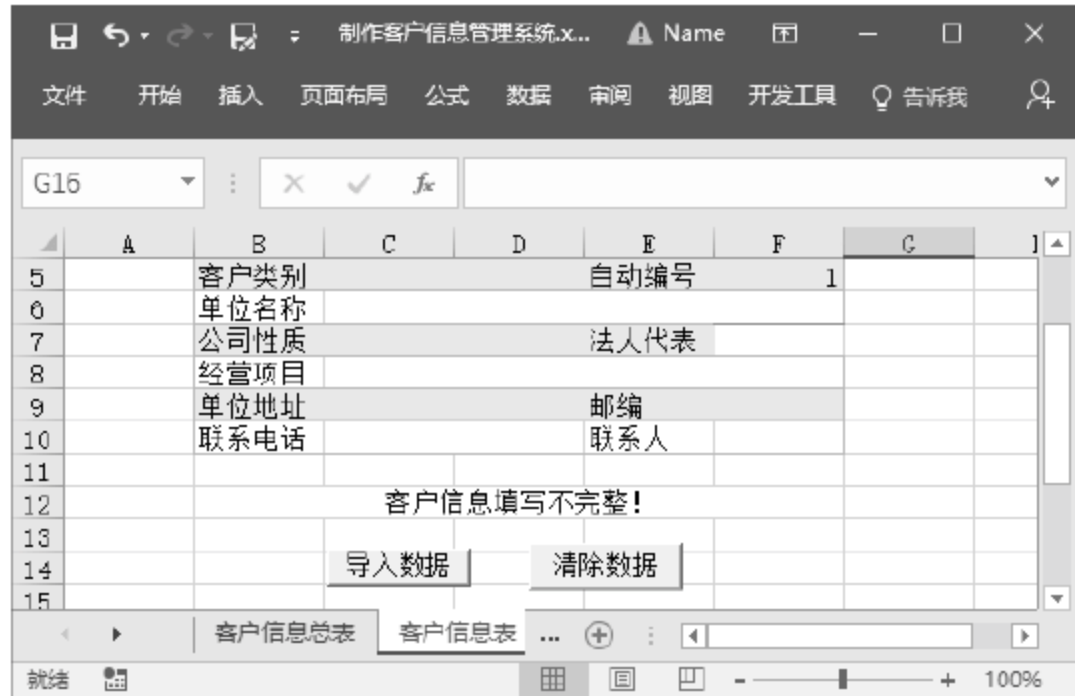 制作客户信息管理系统.x... Name
文件 开始 插入 页面布局 公式 数据 审阅 视图 开发工具 告诉我
G16 fx
A B C D E F G
5 客户类别 自动编号 1
6 单位名称
7 公司性质 法人代表
8 经营项目
9 单位地址 邮编
10 联系电话 联系人
11
12 客户信息填写不完整!
13
14 导入数据 清除数据
15
客户信息总表 客户信息表 ...
就绪 100%